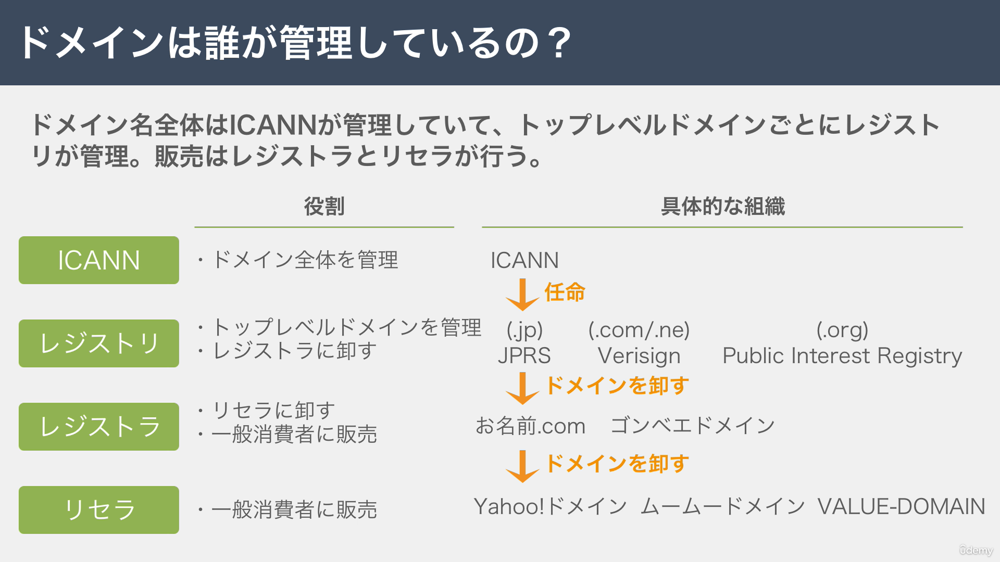 ドメインは誰が管理しているの？
ドメイン名全体はICANNが管理していて、トップレベルドメインごとにレジスト
リが管理。販売はレジストラとリセラが行う。
役割
具体的な組織
ICANN
・ドメイン全体を管理
ICANN
任命
レジストリ
・トップレベルドメインを管理
・レジストラに卸す
(.jp)
JPRS
(.com/.ne)
Verisign
(.org)
Public Interest Registry
ドメインを卸す
レジストラ
・リセラに卸す
・一般消費者に販売
お名前.com
ゴンベエドメイン
ドメインを卸す
リセラ
・一般消費者に販売
Yahoo!ドメイン
ムームードメイン
VALUE-DOMAIN
udemy